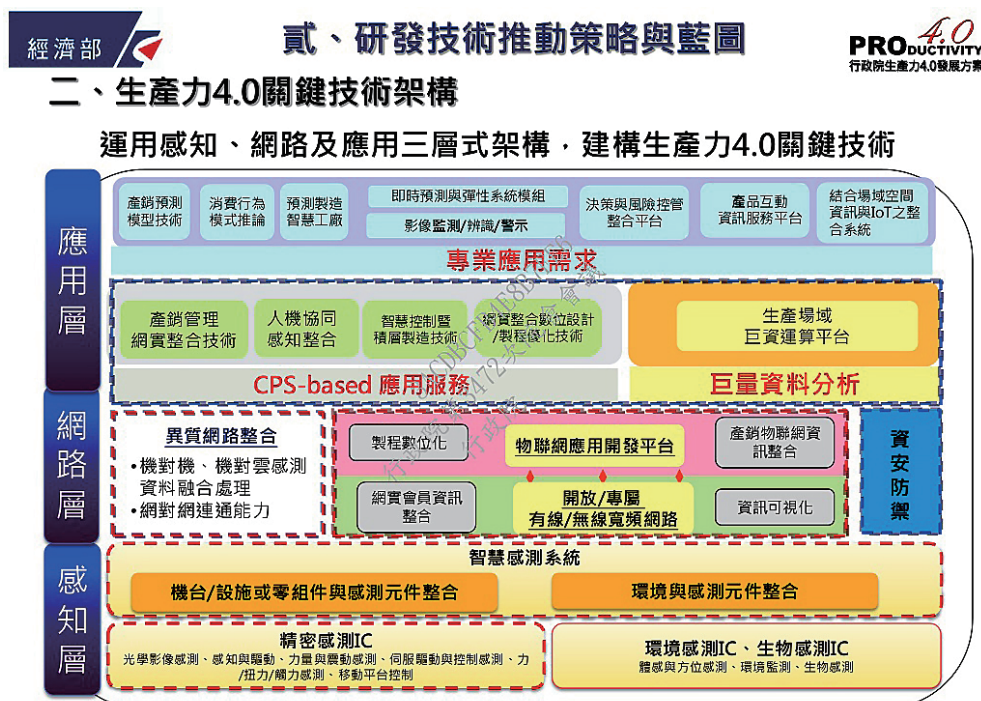 經濟部
貳、研發技術推動策略與藍圖
4.0
PRODUCTIVITY
行政院生產力4.0發展方案
二、生產力4.0關鍵技術架構
運用感知、網路及應用三層式架構，建構生產力4.0關鍵技術
應用層
產銷預測
模型技術
消費行為
模式推論
預測製造
智慧工廠
即時預測與彈性系統模組
影像監測/辨識/警示
決策與風險控管
整合平台
產品互動
資訊服務平台
結合場域空間
資訊與IoT之整
合系統
專業應用需求
產銷管理
網實整合技術
人機協同
感知整合
智慧控制暨
積層製造技術
網實整合數位設計
/製程優化技術
生產場域
巨資運算平台
CPS-based 應用服務
巨量資料分析
網路層
異質網路整合
•機對機、機對雲感測
資料融合處理
•網對網連通能力
製程數位化
物聯網應用開發平台
產銷物聯網資
訊整合
網實會員資訊
整合
開放/專屬
有線/無線寬頻網路
資訊可視化
資安防禦
感知層
智慧感測系統
機台/設施或零組件與感測元件整合
環境與感測元件整合
精密感測IC
光學影像感測、感知與驅動、力量與震動感測、伺服驅動與控制感測、力
/扭力/觸力感測、移動平台控制
環境感測IC、生物感測IC
體感與方位感測、環境監測、生物感測
行政院第3472次院會會議
行政院